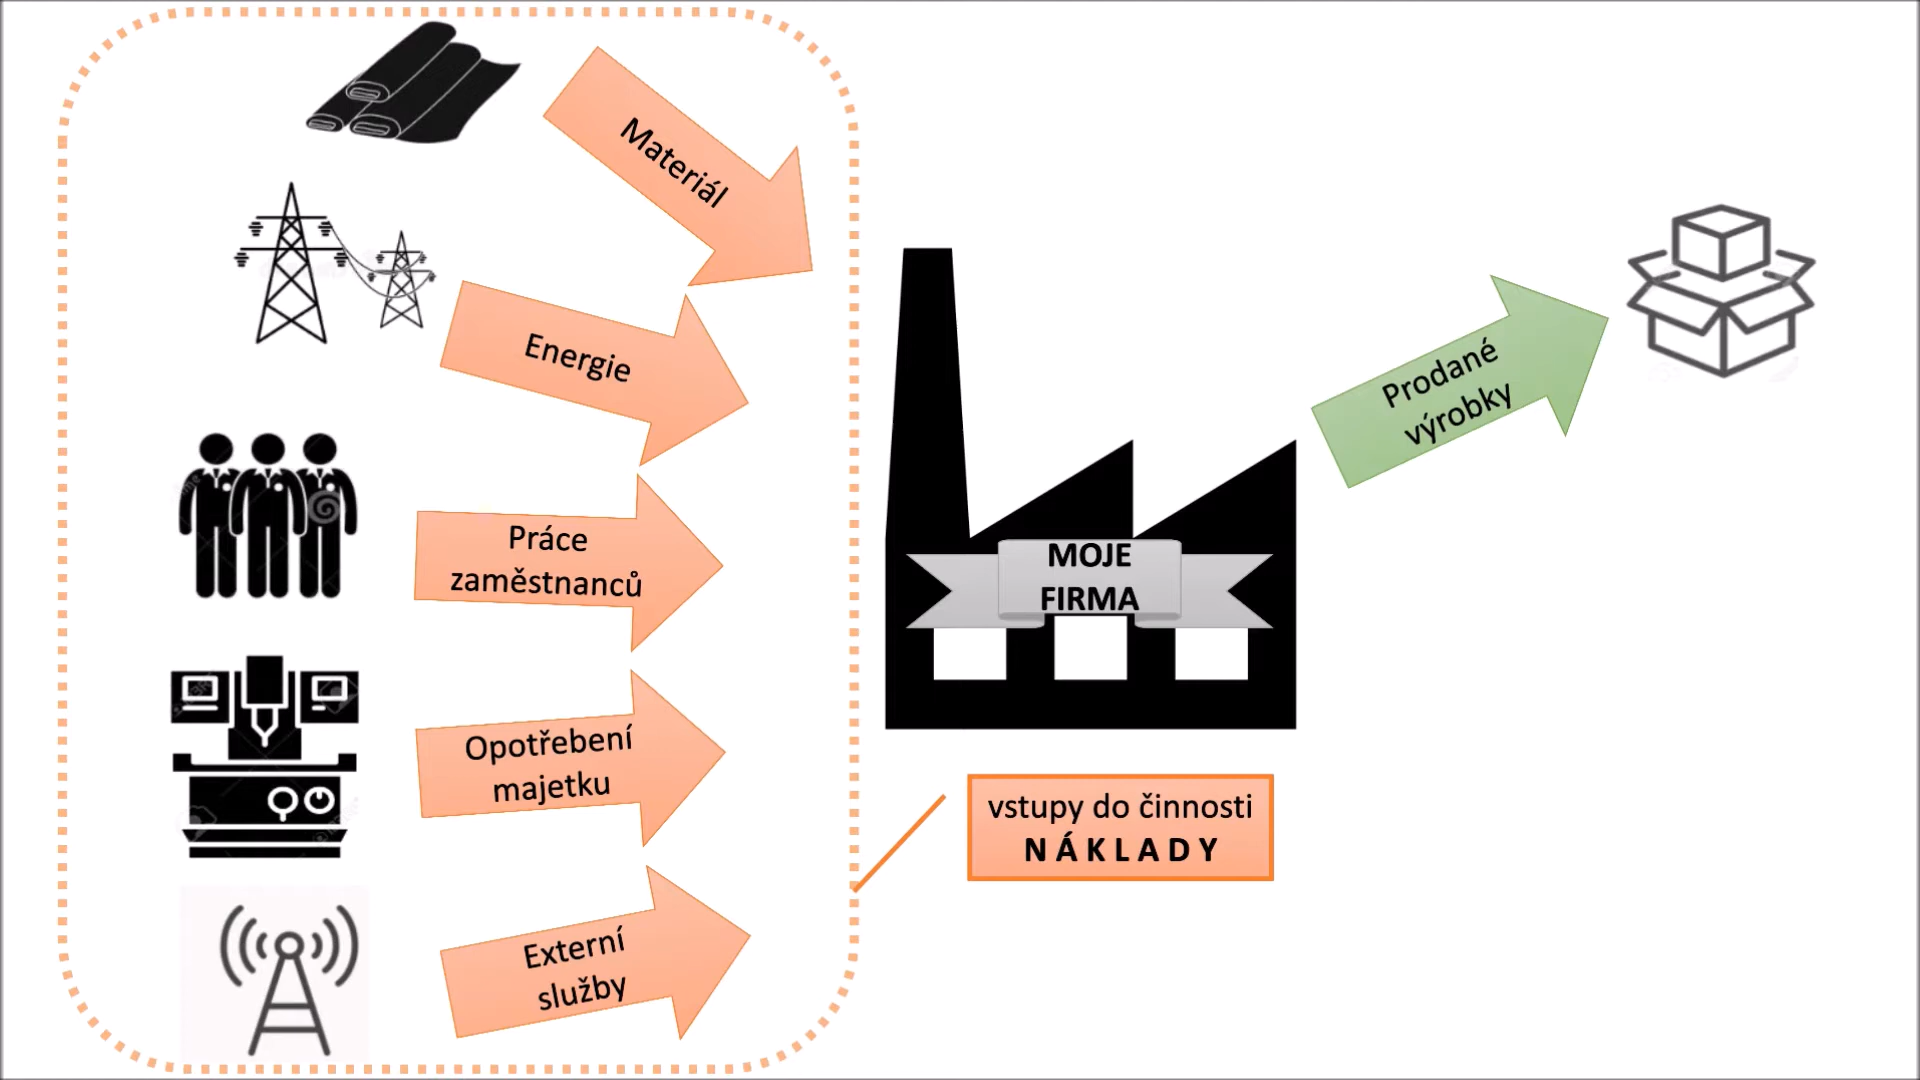 Materiál
Energie
Práce
zaměstnanců
Opotřebení
majetku
Externí
služby
MOJE
FIRMA
vstupy do činnosti
NÁKLADY
Prodané
výrobky